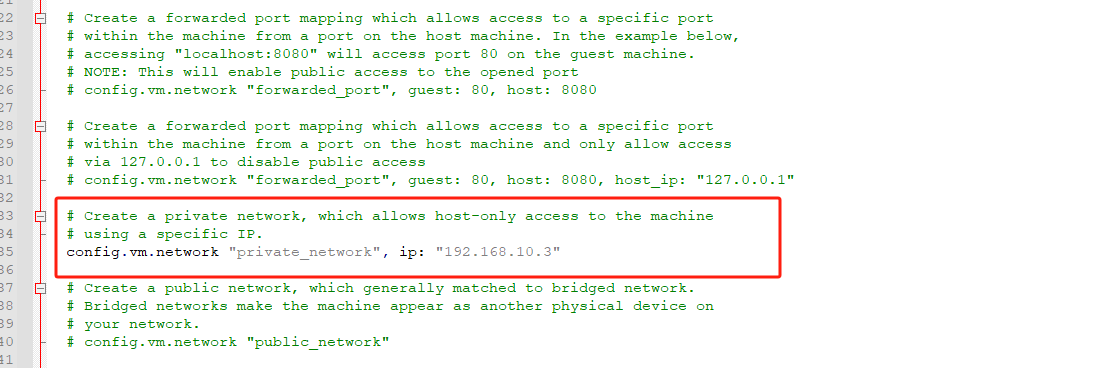 22 # Create a forwarded port mapping which allows access to a specific port
23 # within the machine from a port on the host machine. In the example below,
24 # accessing "localhost:8080" will access port 80 on the guest machine.
25 # NOTE: This will enable public access to the opened port
26 # config.vm.network "forwarded_port", guest: 80, host: 8080
27
28 # Create a forwarded port mapping which allows access to a specific port
29 # within the machine from a port on the host machine and only allow access
30 # via 127.0.0.1 to disable public access
31 # config.vm.network "forwarded_port", guest: 80, host: 8080, host_ip: "127.0.0.1"
32
33 # Create a private network, which allows host-only access to the machine
34 # using a specific IP.
35 config.vm.network "private_network", ip: "192.168.10.3"
36
37 # Create a public network, which generally matched to bridged network.
38 # Bridged networks make the machine appear as another physical device on
39 # your network.
40 # config.vm.network "public_network"
41